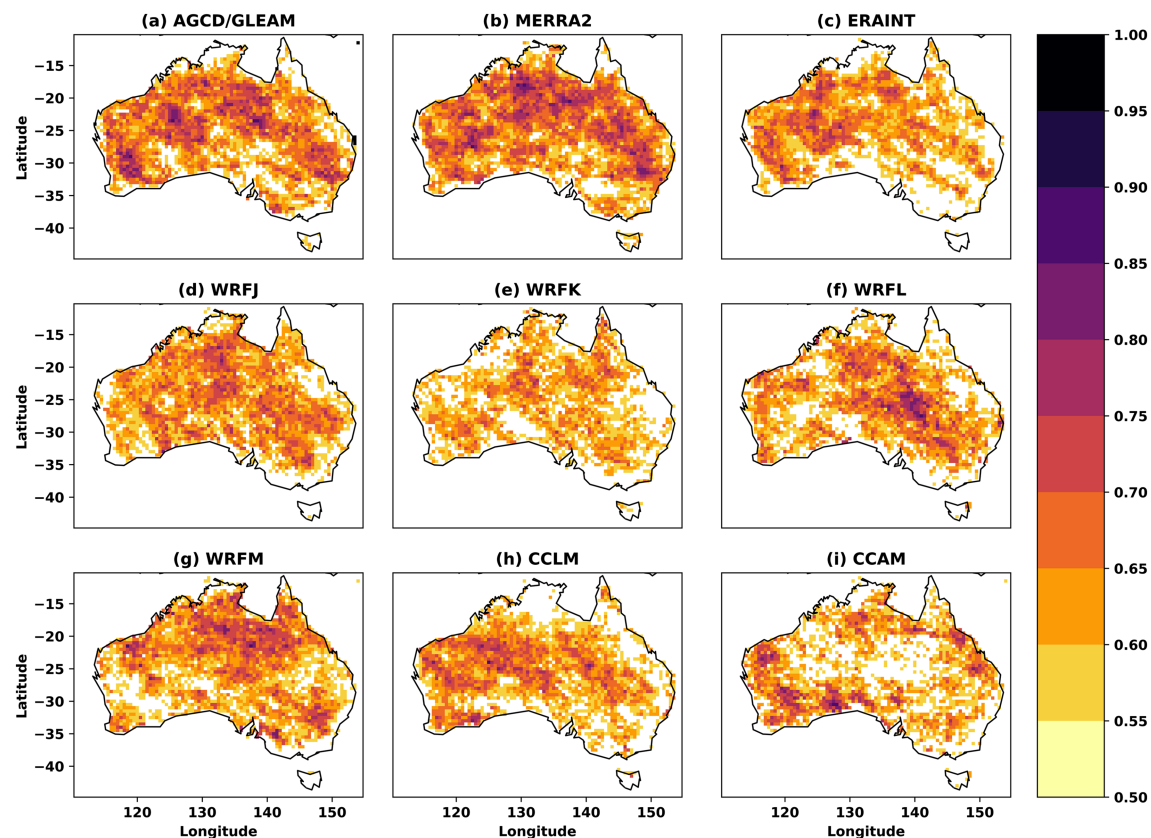 (a) AGCD/GLEAM
(b) MERRA2
(c) ERAINT
Latitude
−15
−20
−25
−30
−35
−40
(d) WRFJ
(e) WRFK
(f) WRFL
Latitude
−15
−20
−25
−30
−35
−40
(g) WRFM
(h) CCLM
(i) CCAM
Latitude
−15
−20
−25
−30
−35
−40
120 130 140 150
120 130 140 150
120 130 140 150
Longitude
Longitude
Longitude
1.00
0.95
0.90
0.85
0.80
0.75
0.70
0.65
0.60
0.55
0.50